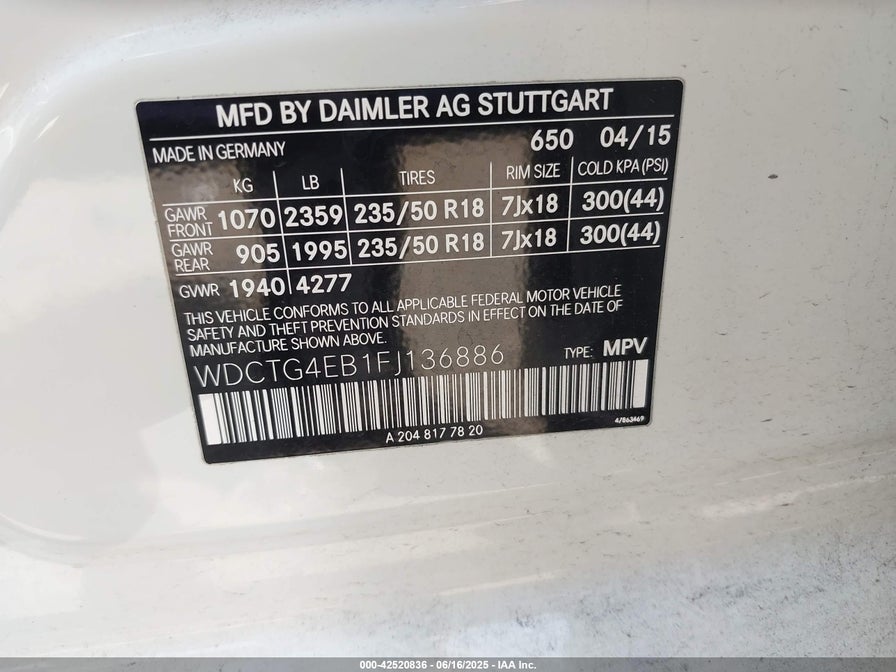 MFD BY DAIMLER AG STUTTGART
MADE IN GERMANY 650 04/15
KG LB TIRES RIM SIZE COLD KPA (PSI)
GAWR FRONT 1070 2359 235/50 R18 7Jx18 300(44)
GAWR REAR 905 1995 235/50 R18 7Jx18 300(44)
GVWR 1940 4277
THIS VEHICLE CONFORMS TO ALL APPLICABLE FEDERAL MOTOR VEHICLE
SAFETY AND THEFT PREVENTION STANDARDS IN EFFECT ON THE DATE OF
MANUFACTURE SHOWN ABOVE.
WDCTG4EB1FJ136886 TYPE: MPV
A 204 817 78 20
47863469
000-42520836 - 06/16/2025 - IAA Inc.